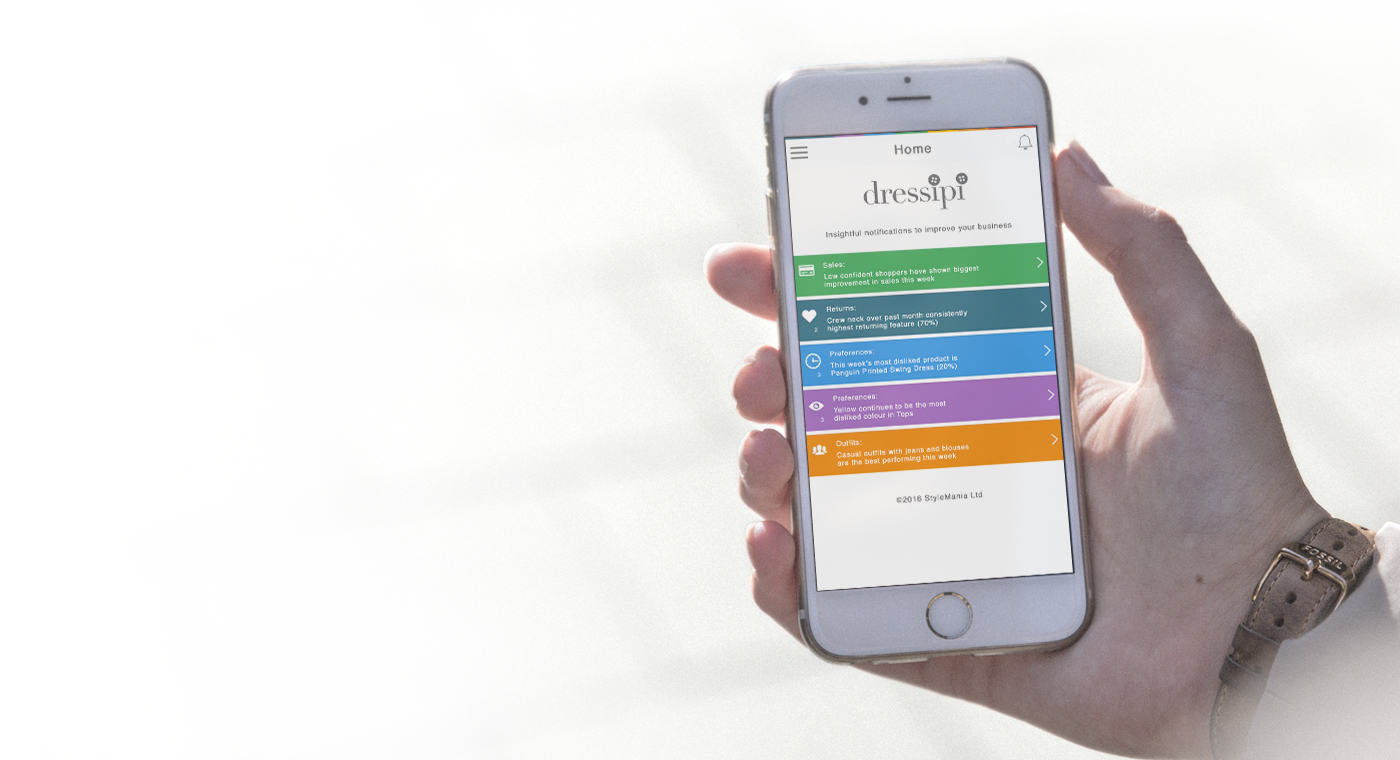 Home
dressipi
Insightful notifications to improve your business
Sales:
Low confident shoppers have shown biggest
improvement in sales this week
Returns:
Crew neck over past month consistently
highest returning feature (70%)
2
Preferences:
This week's most disliked product is
Penguin Printed Swing Dress (20%)
3
Preferences:
Yellow continues to be the most
disliked colour in Tops
3
Outfits:
Casual outfits with jeans and blouses
are the best performing this week
©2016 StyleMania Ltd
FOSSIL